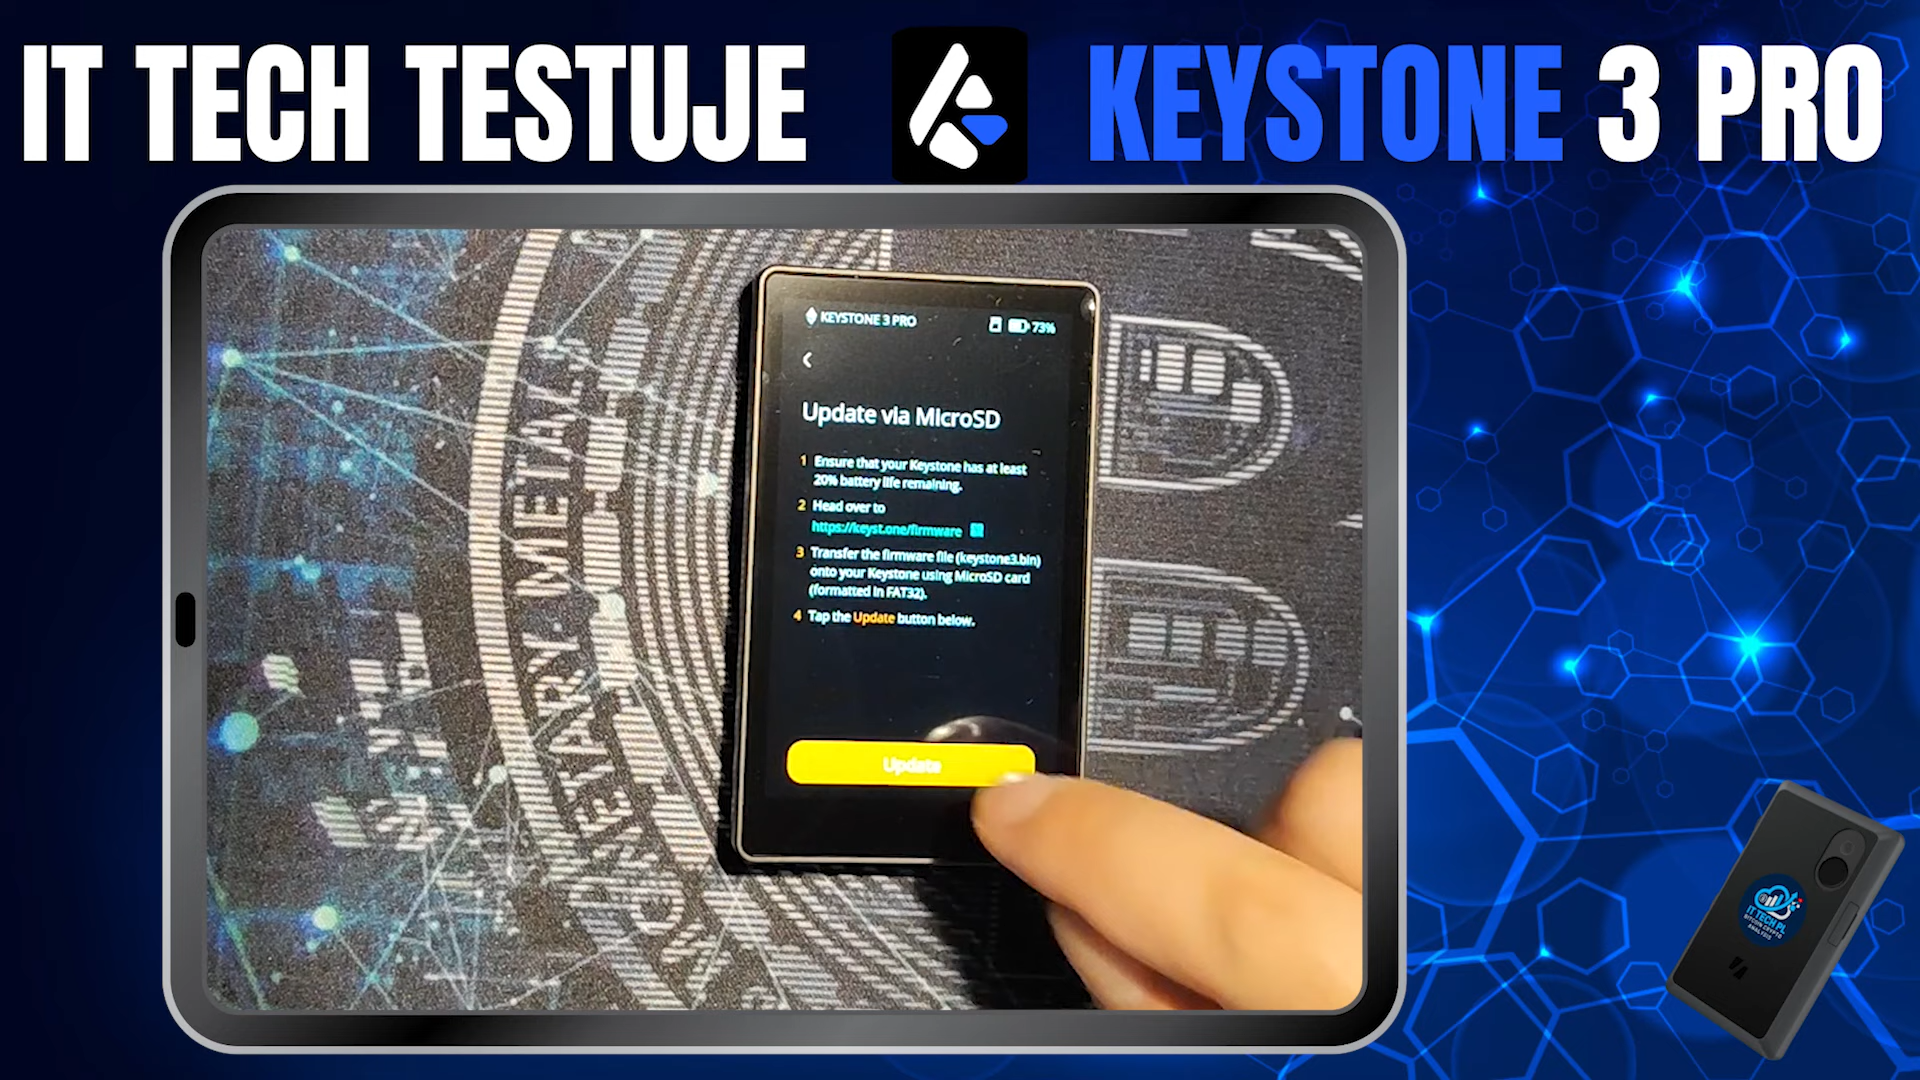 IT TECH TESTUJE KEYSTONE 3 PRO
KEYSTONE 3 PRO 73%
Update via MicroSD
1 Ensure that your Keystone has at least
20% battery life remaining.
2 Head over to
https://keyst.one/firmware
3 Transfer the firmware file (keystone3.bin)
onto your Keystone using MicroSD card
(formatted in FAT32).
4 Tap the Update button below.
Update
IT TECH PL
BITCOIN CRYPTO
ANALYSIS